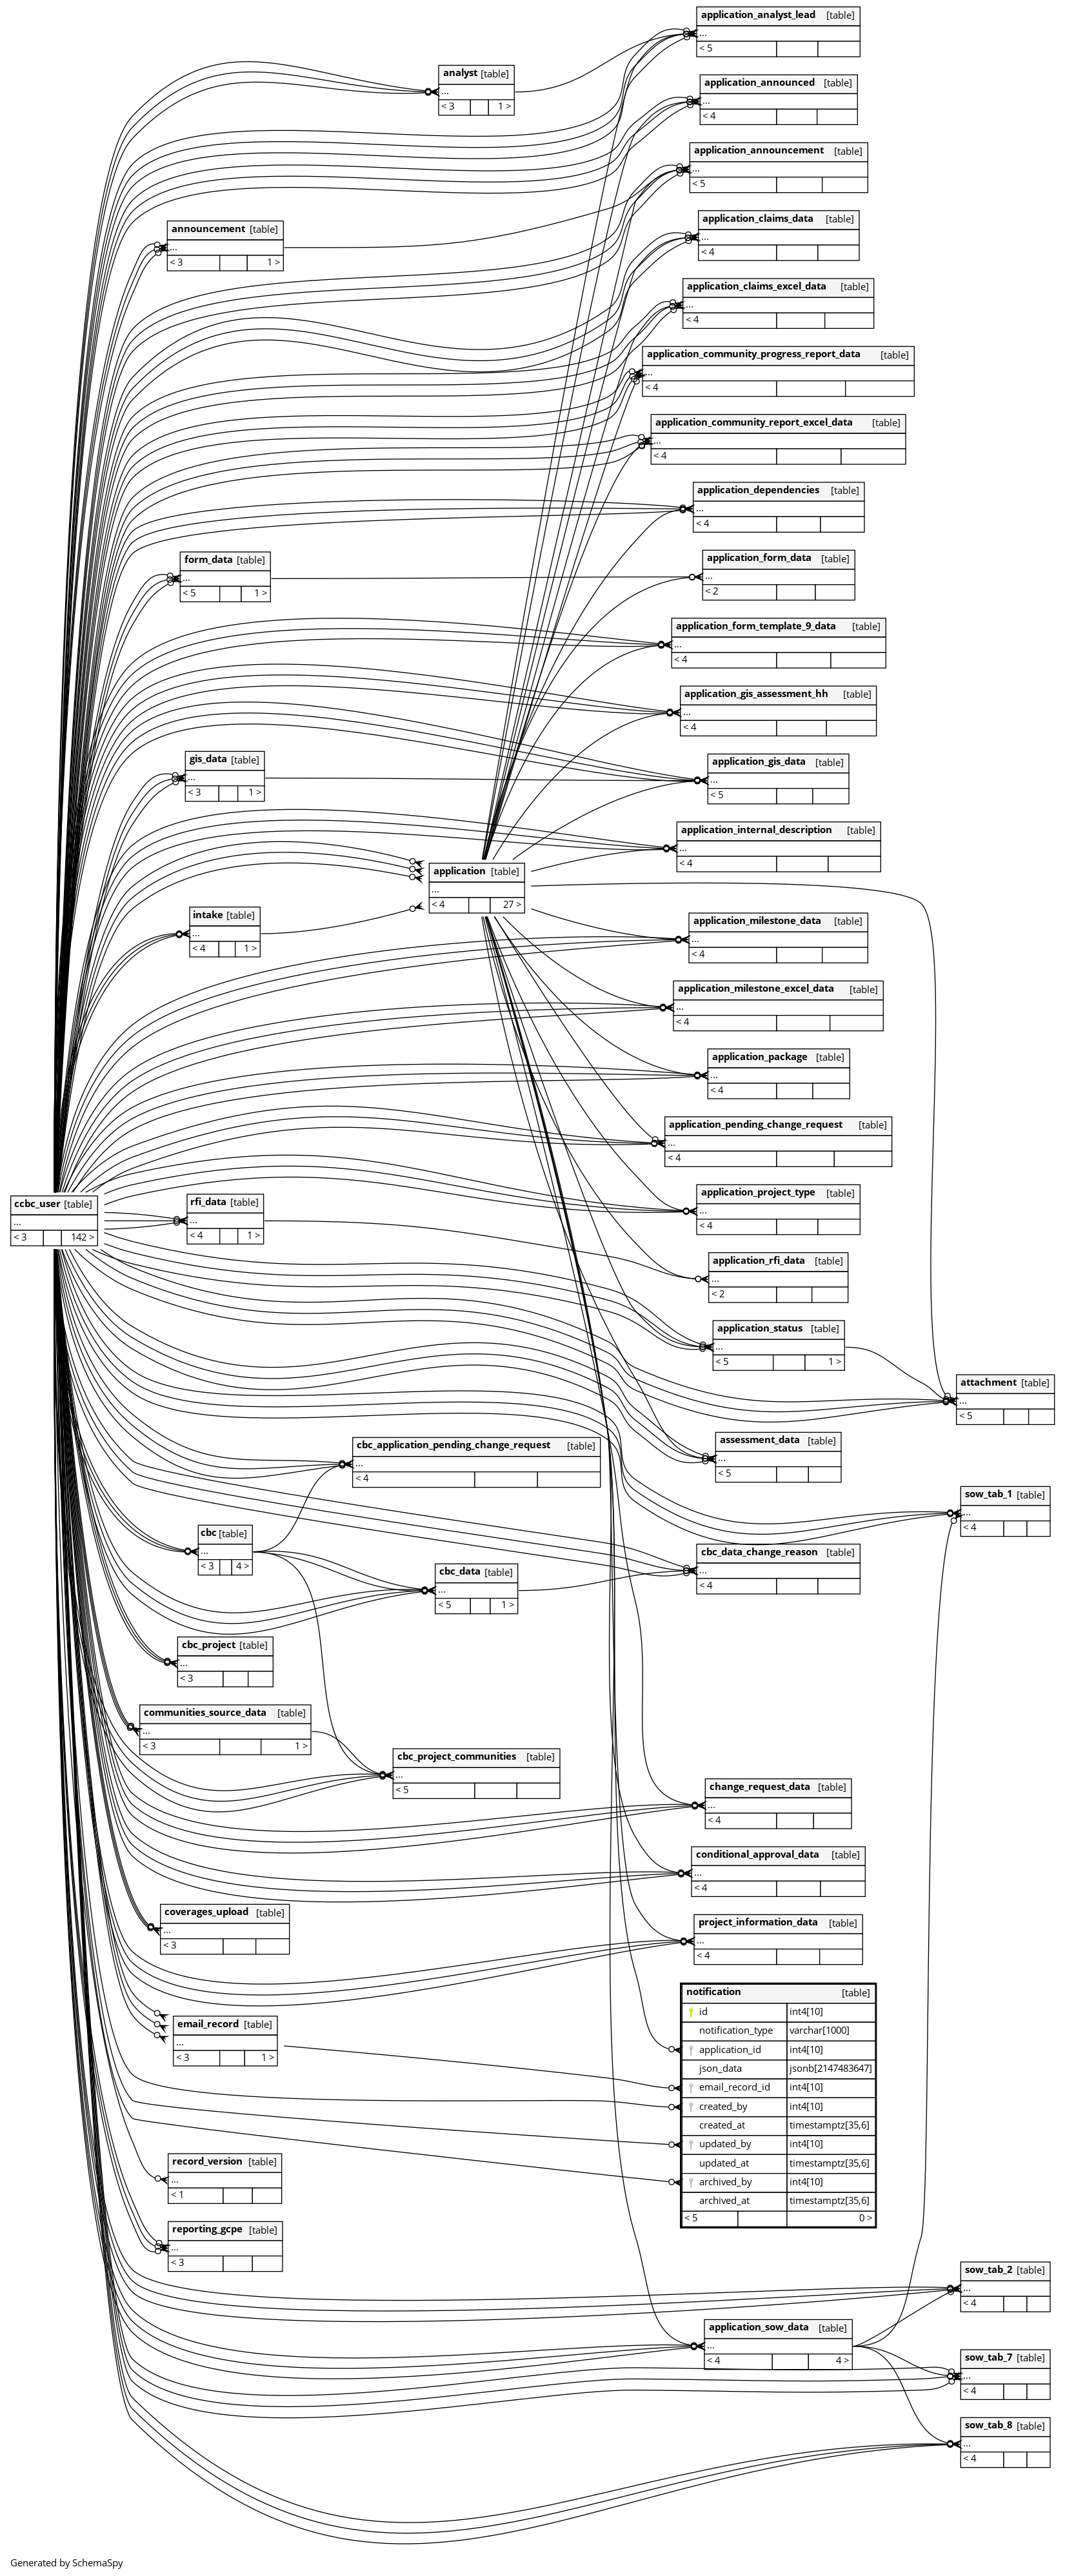 application_analyst_lead [table]
...
< 5
analyst [table]
...
< 3 1 >
application_announced [table]
...
< 4
application_announcement [table]
...
< 5
application_claims_data [table]
...
< 4
announcement [table]
...
< 3 1 >
application_claims_excel_data [table]
...
< 4
application_community_progress_report_data [table]
...
< 4
application_community_report_excel_data [table]
...
< 4
application_dependencies [table]
...
< 4
form_data [table]
...
< 5 1 >
application_form_data [table]
...
< 2
application_form_template_9_data [table]
...
< 4
application_gis_assessment_hh [table]
...
< 4
gis_data [table]
...
< 3 1 >
application_gis_data [table]
...
< 5
application_internal_description [table]
...
< 4
application [table]
...
< 4 27 >
intake [table]
...
< 4 1 >
application_milestone_data [table]
...
< 4
application_milestone_excel_data [table]
...
< 4
application_package [table]
...
< 4
application_pending_change_request [table]
...
< 4
application_project_type [table]
...
< 4
ccbc_user [table]
...
< 3 142 >
rfi_data [table]
...
< 4 1 >
application_rfi_data [table]
...
< 2
application_status [table]
...
< 5 1 >
attachment [table]
...
< 5
assessment_data [table]
...
< 5
cbc_application_pending_change_request [table]
...
< 4
sow_tab_1 [table]
...
< 4
cbc [table]
...
< 3 4 >
cbc_data_change_reason [table]
...
< 4
cbc_data [table]
...
< 5 1 >
cbc_project [table]
...
< 3
communities_source_data [table]
...
< 3 1 >
cbc_project_communities [table]
...
< 5
change_request_data [table]
...
< 4
conditional_approval_data [table]
...
< 4
coverages_upload [table]
...
< 3
project_information_data [table]
...
< 4
notification [table]
id int4[10]
notification_type varchar[1000]
application_id int4[10]
json_data jsonb[2147483647]
email_record_id int4[10]
created_by int4[10]
created_at timestamptz[35,6]
updated_by int4[10]
updated_at timestamptz[35,6]
archived_by int4[10]
archived_at timestamptz[35,6]
< 5 0 >
email_record [table]
...
< 3 1 >
record_version [table]
...
< 1
reporting_gcpe [table]
...
< 3
sow_tab_2 [table]
...
< 4
application_sow_data [table]
...
< 4 4 >
sow_tab_7 [table]
...
< 4
sow_tab_8 [table]
...
< 4
Generated by SchemaSpy